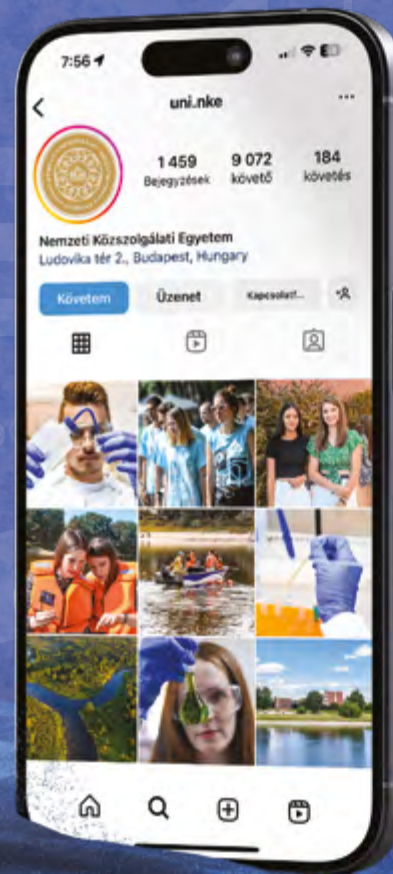 7:56
uni.nke
1 459 9 072 184
Bejegyzések követő követés
Nemzeti Közszolgálati Egyetem
Ludovika tér 2., Budapest, Hungary
Követem Üzenet